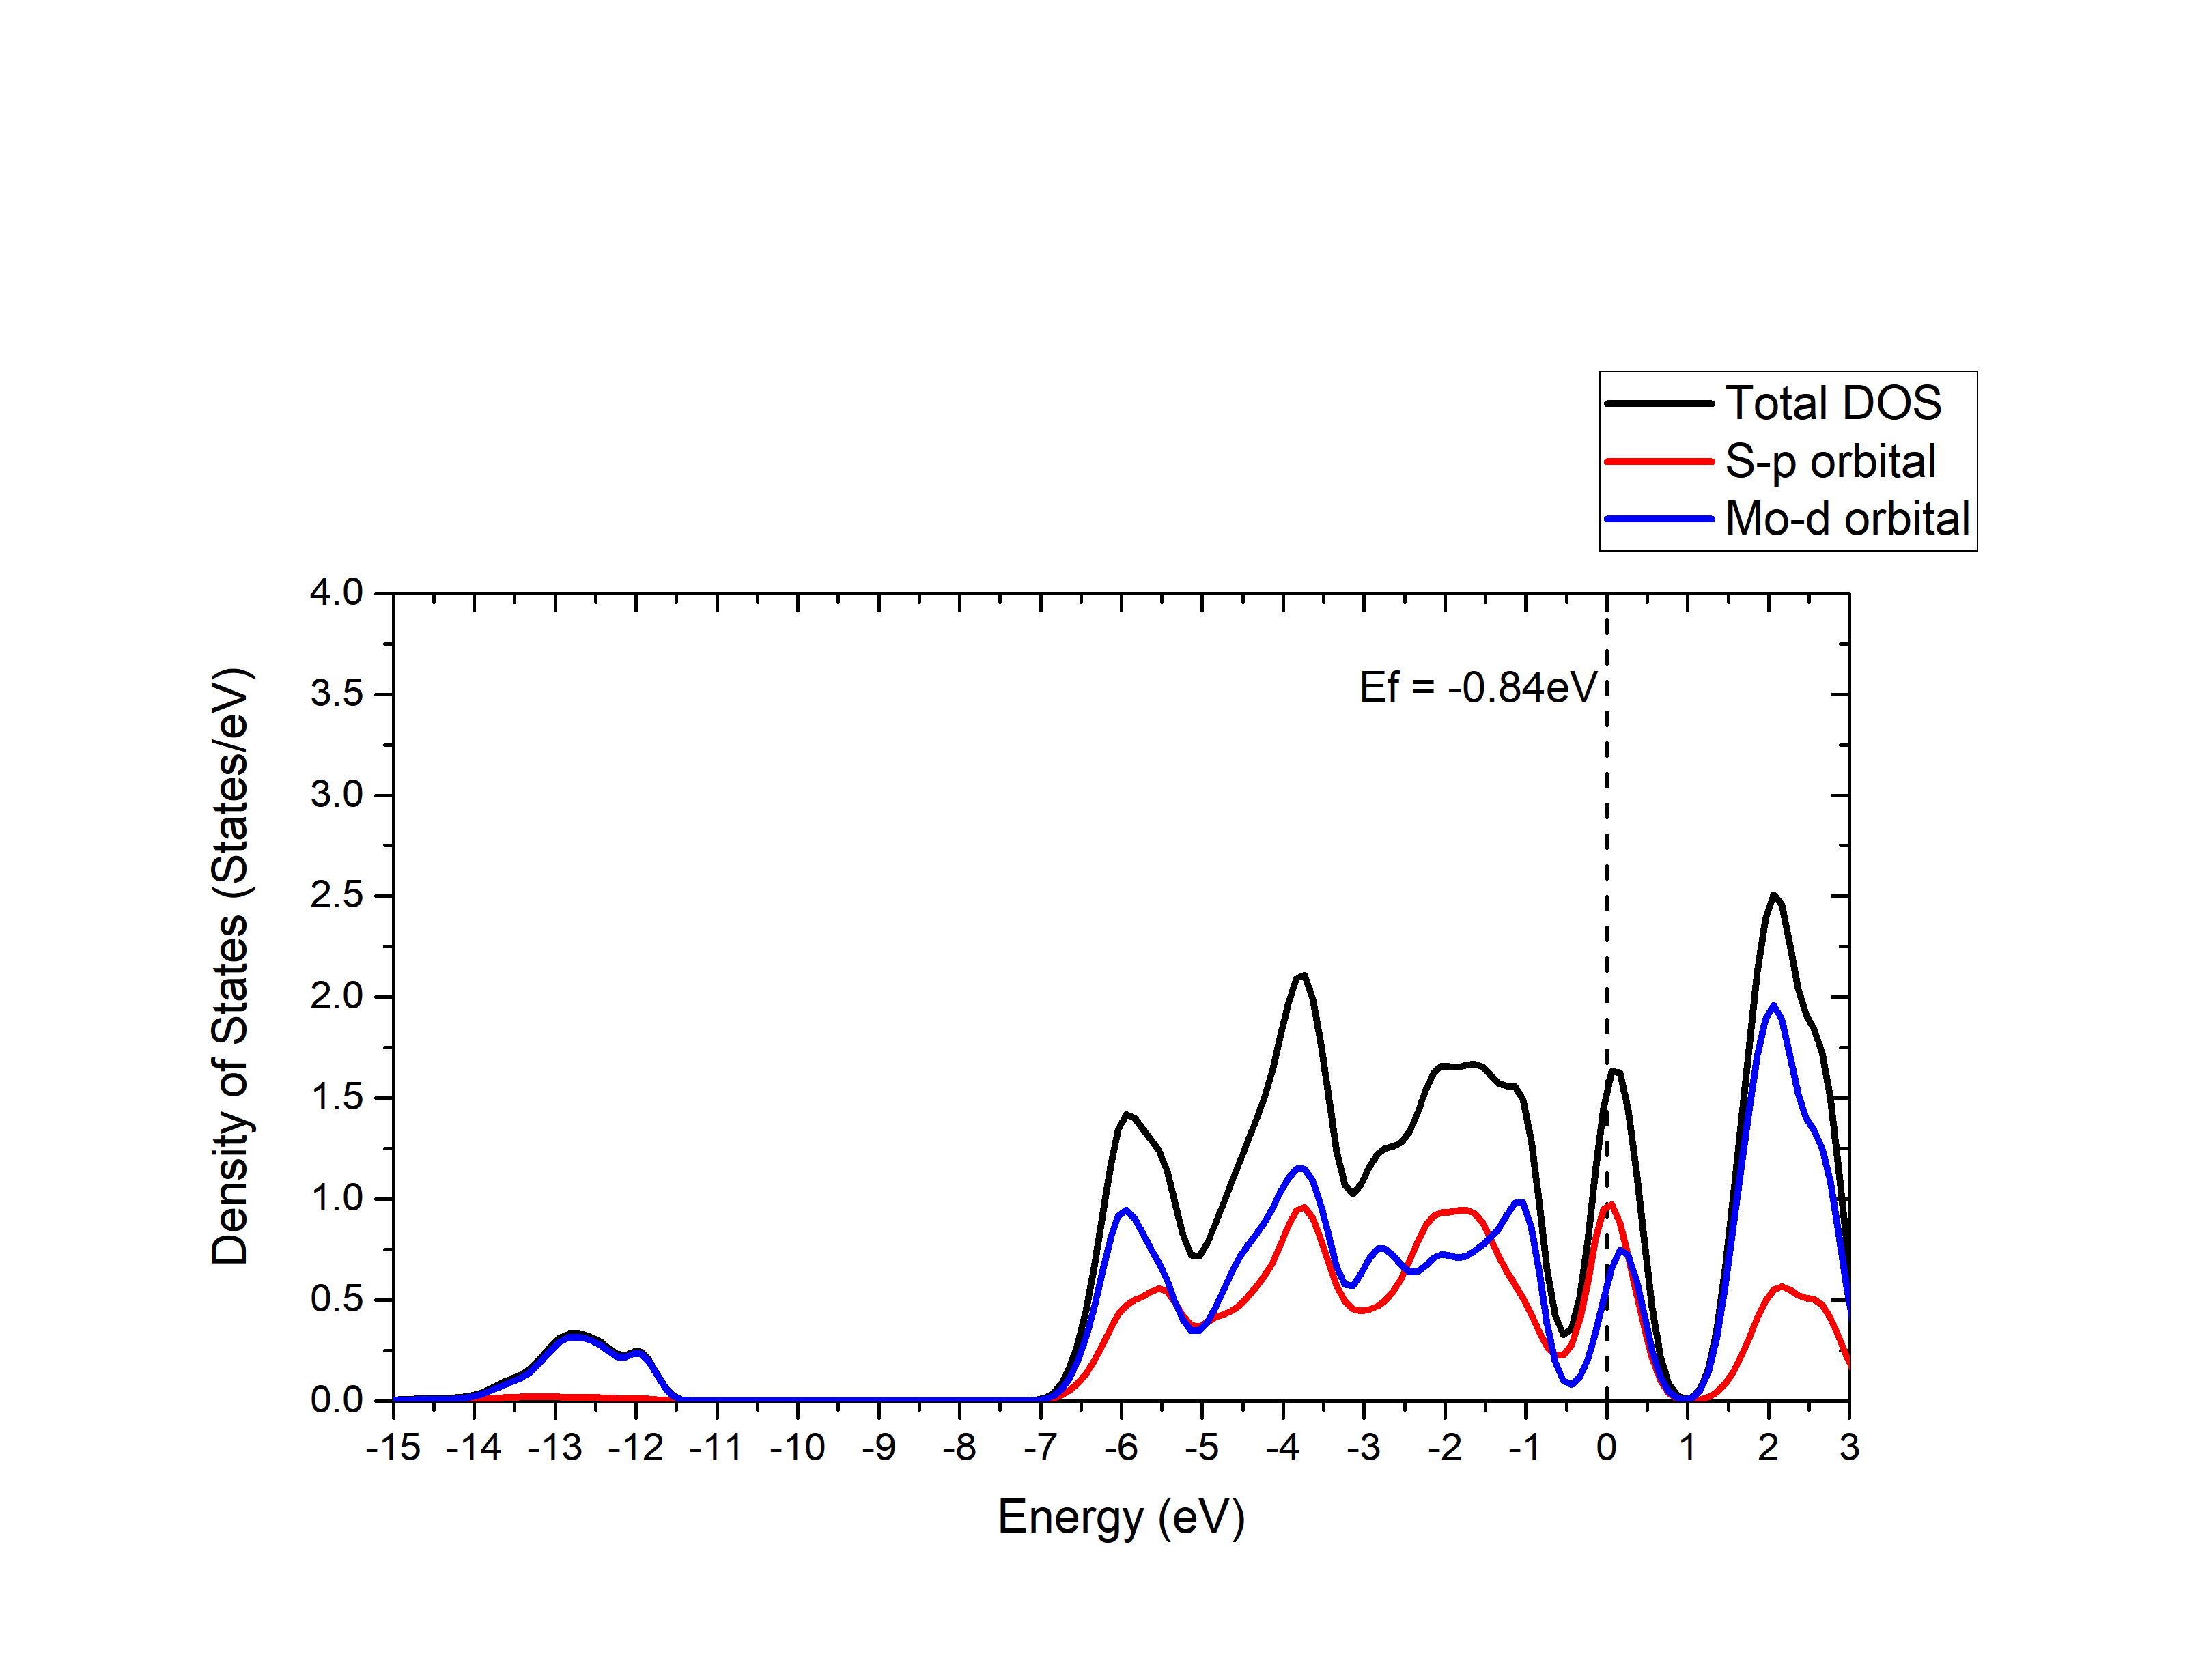 Total DOS
S-p orbital
Mo-d orbital
4.0
3.5
3.0
2.5
2.0
1.5
1.0
0.5
0.0
Density of States (States/eV)
Ef = -0.84eV
-15 -14 -13 -12 -11 -10 -9 -8 -7 -6 -5 -4 -3 -2 -1 0 1 2 3
Energy (eV)